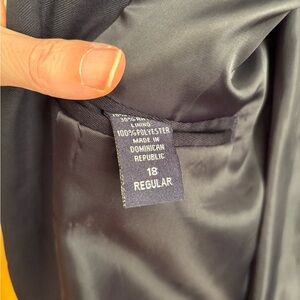 LINING
100% POLYESTER
MADE IN
DOMINICAN
REPUBLIC
18
REGULAR